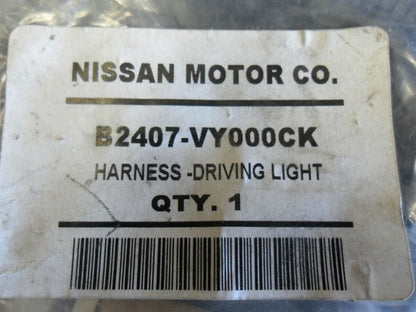 NISSAN MOTOR CO.
B2407-VY000CK
HARNESS -DRIVING LIGHT
QTY. 1